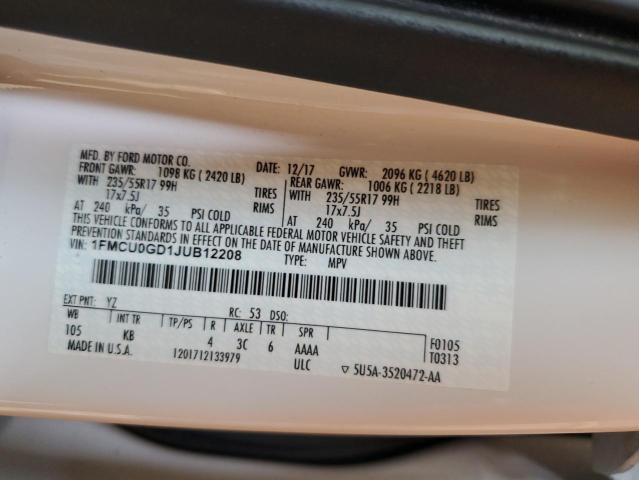 MFD. BY FORD MOTOR CO.
DATE: 12/17 GVWR: 2096 KG ( 4620 LB)
FRONT GAWR: 1098 KG ( 2420 LB) REAR GAWR: 1006 KG ( 2218 LB)
WITH 235/55R17 99H TIRES WITH 235/55R17 99H TIRES
17x7.5J RIMS 17x7.5J RIMS
AT 240 kPa/ 35 PSI COLD AT 240 kPa/ 35 PSI COLD
THIS VEHICLE CONFORMS TO ALL APPLICABLE FEDERAL MOTOR VEHICLE SAFETY AND THEFT
PREVENTION STANDARDS IN EFFECT ON THE DATE OF MANUFACTURE SHOWN ABOVE.
VIN: 1FMCU0GD1JUB12208 TYPE: MPV
EXT PNT: YZ RC: 53 DSO:
WB INT TR TP/PS R AXLE TR SPR F0105
105 KB 4 3C 6 AAAA T0313
MADE IN U.S.A. 1201712133979 ULC ▽ 5U5A-3520472-AA